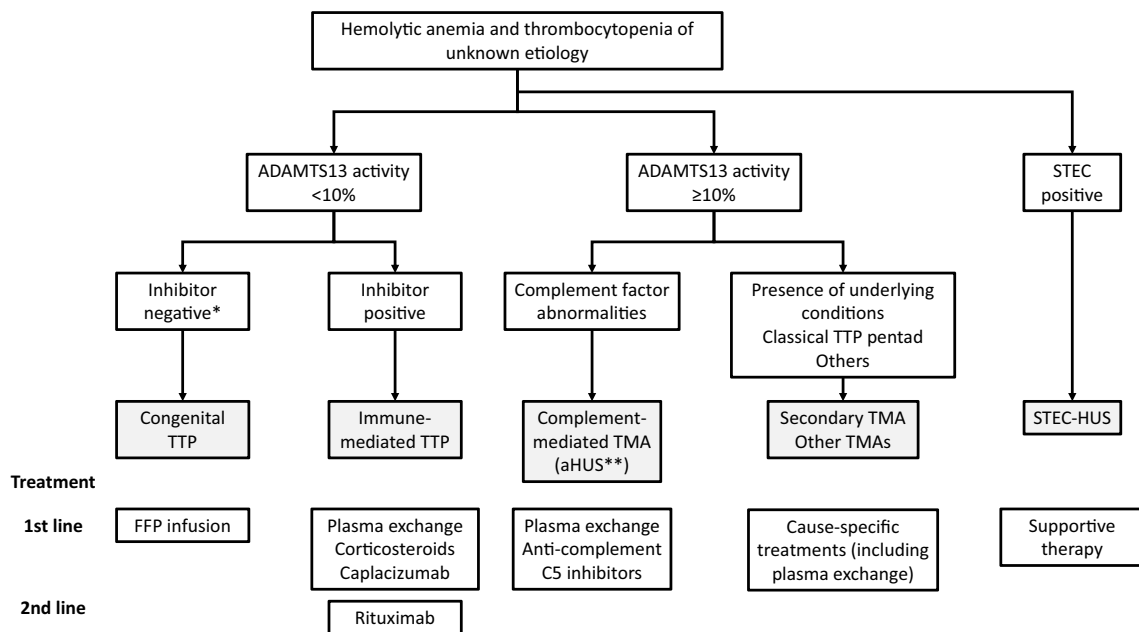 Hemolytic anemia and thrombocytopenia of
unknown etiology
ADAMTS13 activity
<10%
ADAMTS13 activity
≥10%
STEC
positive
Inhibitor
negative*
Inhibitor
positive
Complement factor
abnormalities
Presence of underlying
conditions
Classical TTP pentad
Others
Congenital
TTP
Immune-
mediated TTP
Complement-
mediated TMA
(aHUS**)
Secondary TMA
Other TMAs
STEC-HUS
Treatment
1st line
FFP infusion
Plasma exchange
Corticosteroids
Caplacizumab
Plasma exchange
Anti-complement
C5 inhibitors
Cause-specific
treatments (including
plasma exchange)
Supportive
therapy
2nd line
Rituximab